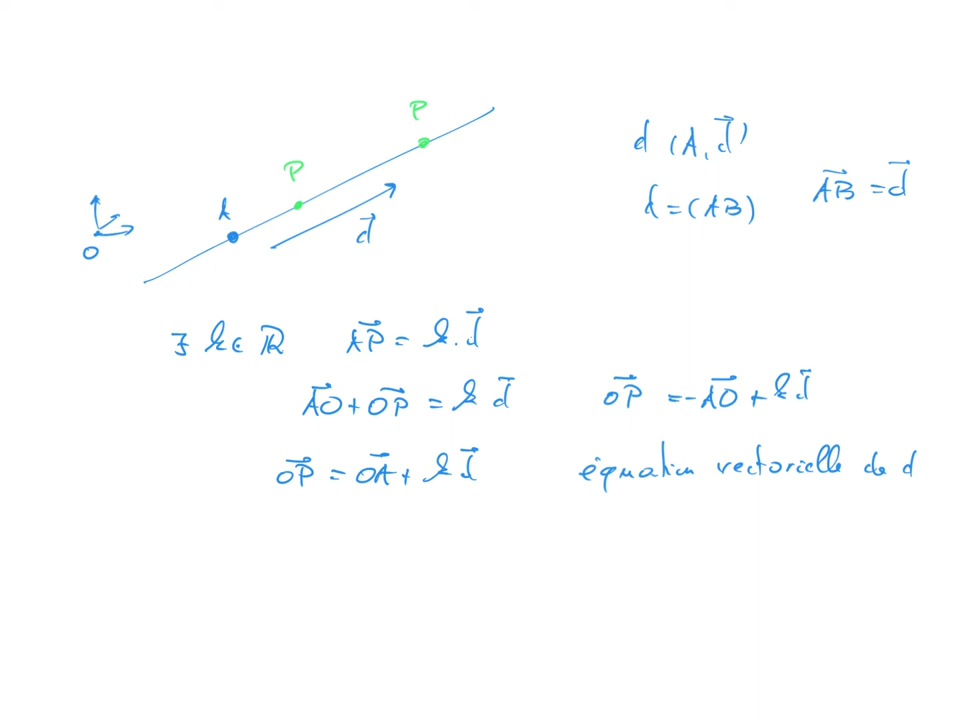 P
P
A
d⃗
O
d (A, d⃗)
d = (AB)
AB⃗ = d⃗
∃ k ∈ ℝ AP⃗ = k . d⃗
AO⃗ + OP⃗ = k d⃗ OP⃗ = - AO⃗ + k d⃗
OP⃗ = OA⃗ + k d⃗ équation vectorielle de d